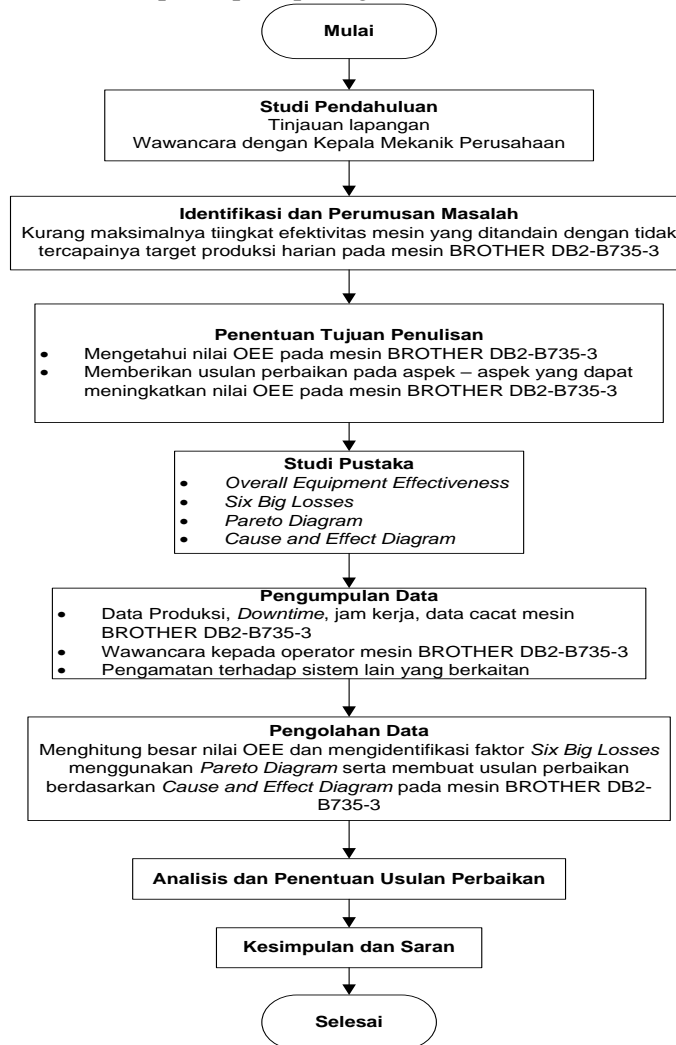 Mulai
Studi Pendahuluan
Tinjauan lapangan
Wawancara dengan Kepala Mekanik Perusahaan
Identifikasi dan Perumusan Masalah
Kurang maksimalnya tiingkat efektivitas mesin yang ditandain dengan tidak
tercapainya target produksi harian pada mesin BROTHER DB2-B735-3
Penentuan Tujuan Penulisan
• Mengetahui nilai OEE pada mesin BROTHER DB2-B735-3
• Memberikan usulan perbaikan pada aspek – aspek yang dapat
meningkatkan nilai OEE pada mesin BROTHER DB2-B735-3
Studi Pustaka
• Overall Equipment Effectiveness
• Six Big Losses
• Pareto Diagram
• Cause and Effect Diagram
Pengumpulan Data
• Data Produksi, Downtime, jam kerja, data cacat mesin
BROTHER DB2-B735-3
• Wawancara kepada operator mesin BROTHER DB2-B735-3
• Pengamatan terhadap sistem lain yang berkaitan
Pengolahan Data
Menghitung besar nilai OEE dan mengidentifikasi faktor Six Big Losses
menggunakan Pareto Diagram serta membuat usulan perbaikan
berdasarkan Cause and Effect Diagram pada mesin BROTHER DB2-
B735-3
Analisis dan Penentuan Usulan Perbaikan
Kesimpulan dan Saran
Selesai